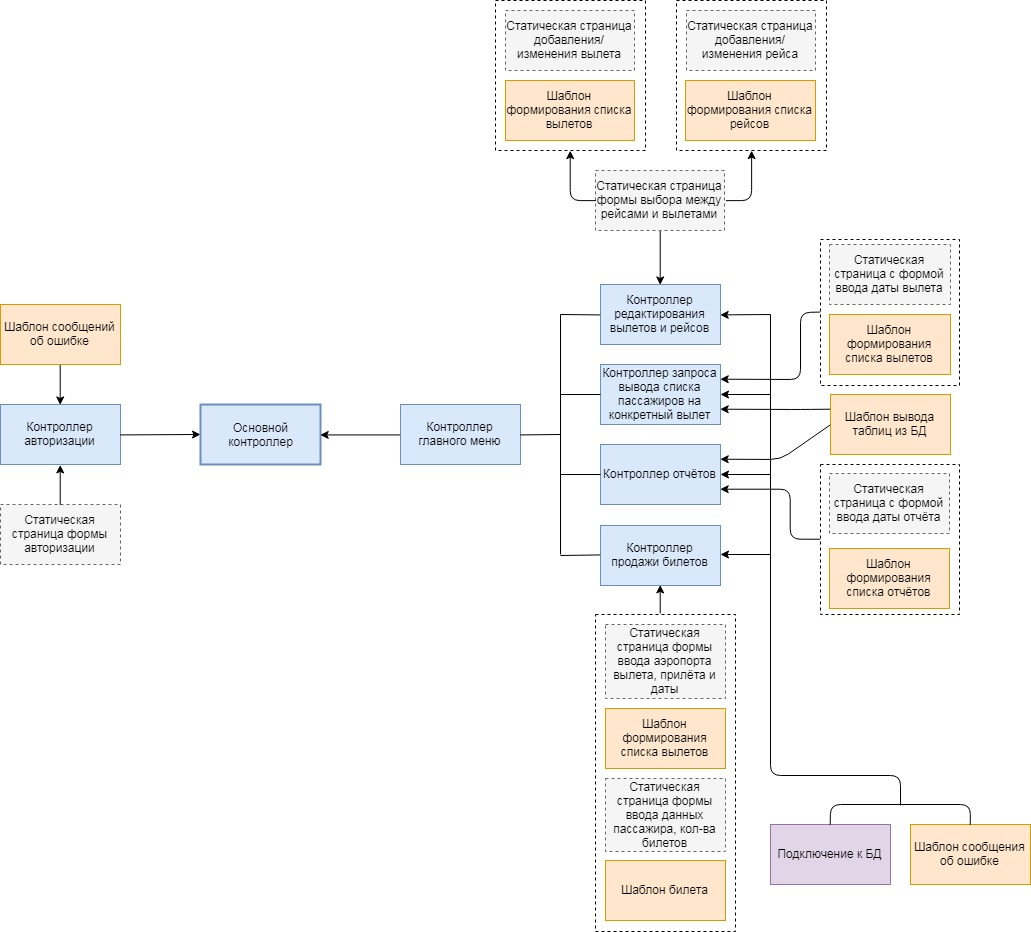 Статическая страница
добавления/
изменения вылета
Шаблон
формирования списка
вылетов
Статическая страница
добавления/
изменения рейса
Шаблон
формирования списка
рейсов
Статическая страница
формы выбора между
рейсами и вылетами
Шаблон сообщений
об ошибке
Контроллер
авторизации
Статическая
страница формы
авторизации
Основной
контроллер
Контроллер
главного меню
Контроллер
редактирования
вылетов и рейсов
Контроллер запроса
вывода списка
пассажиров на
конкретный вылет
Контроллер отчётов
Контроллер
продажи билетов
Статическая
страница с формой
ввода даты вылета
Шаблон
формирования
списка вылетов
Шаблон вывода
таблиц из БД
Статическая
страница с формой
ввода даты отчёта
Шаблон
формирования
списка отчётов
Статическая
страница формы
ввода аэропорта
вылета, прилёта и
даты
Шаблон
формирования
списка вылетов
Статическая
страница формы
ввода данных
пассажира, кол-ва
билетов
Шаблон билета
Подключение к БД
Шаблон сообщения
об ошибке